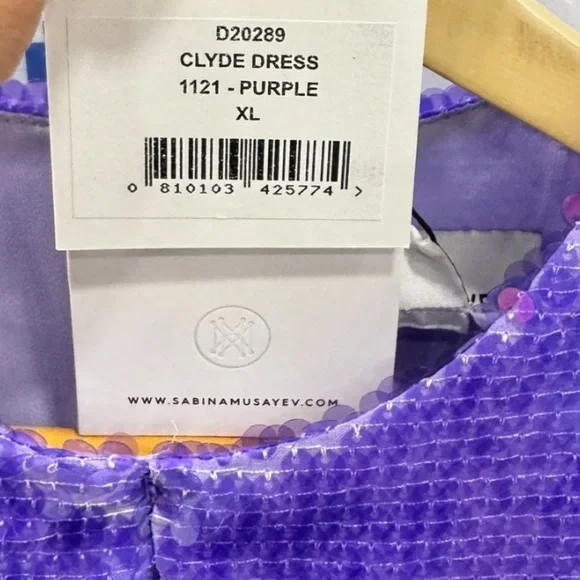 D20289
CLYDE DRESS
1121 - PURPLE
XL
0 810103 425774 >
WWW.SABINAMUSAYEV.COM